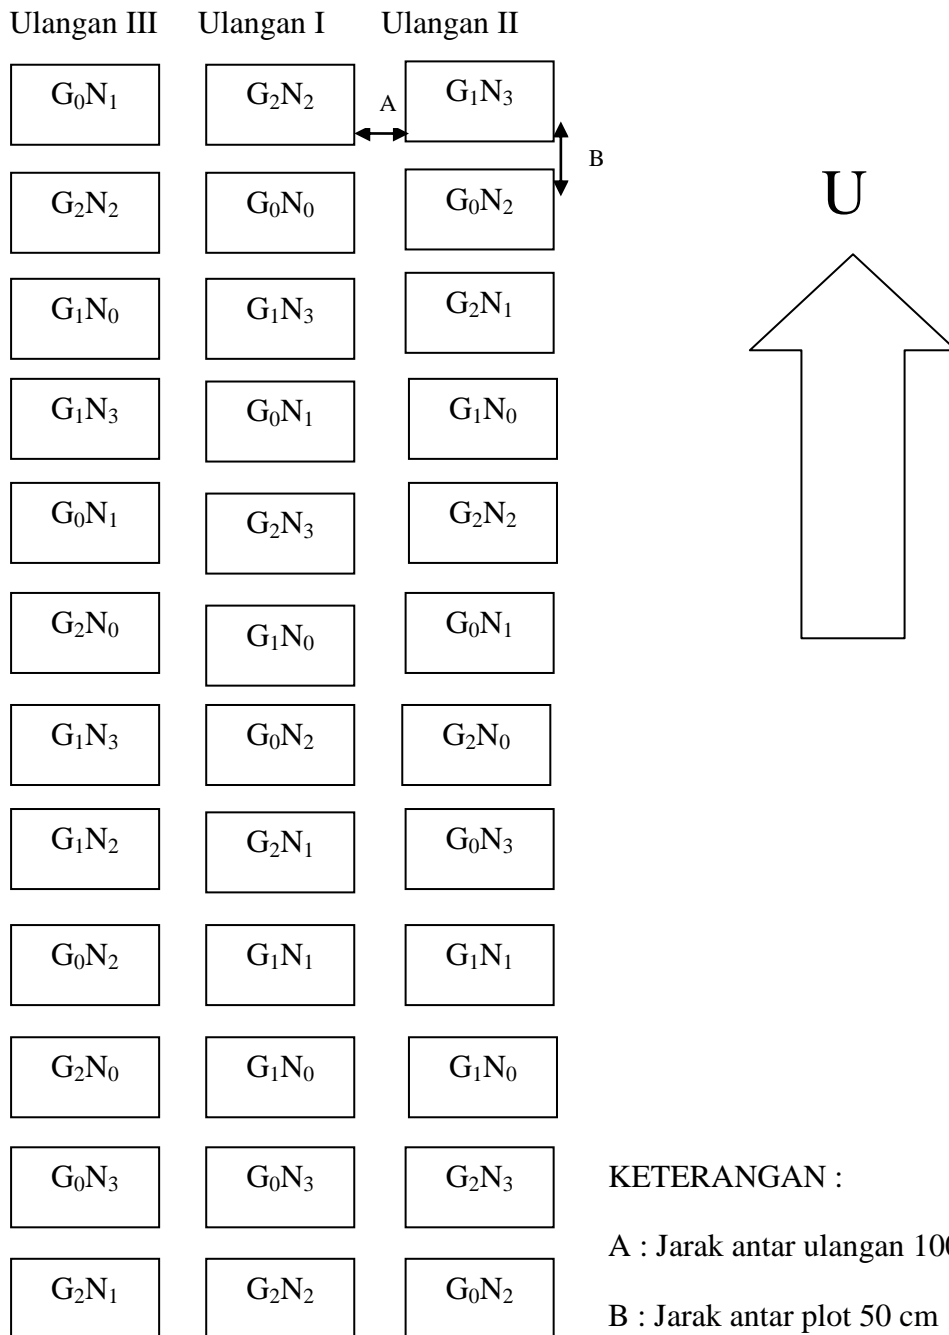 Ulangan III Ulangan I Ulangan II
G₀N₁ G₂N₂ A G₁N₃
B
G₂N₂ G₀N₀ G₀N₂ U
G₁N₀ G₁N₃ G₂N₁
G₁N₃ G₀N₁ G₁N₀
G₀N₁ G₂N₃ G₂N₂
G₂N₀ G₁N₀ G₀N₁
G₁N₃ G₀N₂ G₂N₀
G₁N₂ G₂N₁ G₀N₃
G₀N₂ G₁N₁ G₁N₁
G₂N₀ G₁N₀ G₁N₀
G₀N₃ G₀N₃ G₂N₃ KETERANGAN :
A : Jarak antar ulangan
G₂N₁ G₂N₂ G₀N₂
B : Jarak antar plot 50 cm